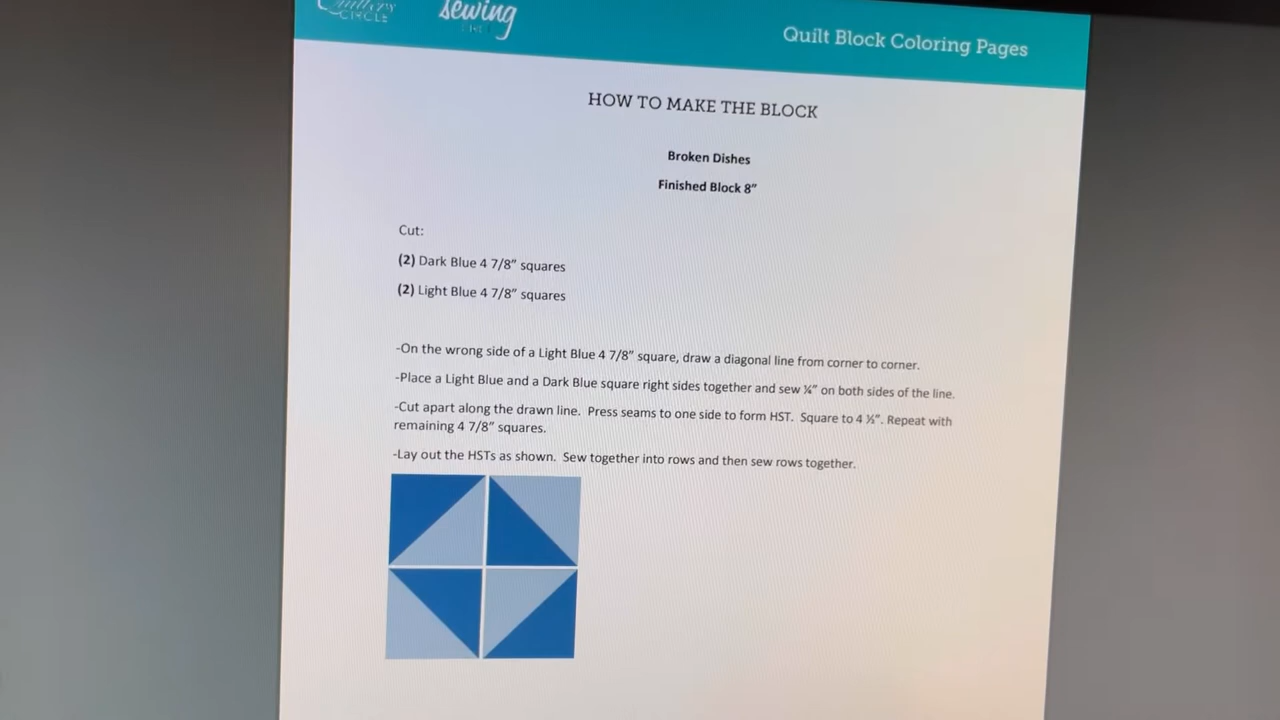 Quilters
CIRCLE
sewing
Quilt Block Coloring Pages
HOW TO MAKE THE BLOCK
Broken Dishes
Finished Block 8”
Cut:
(2) Dark Blue 4 7/8” squares
(2) Light Blue 4 7/8” squares
-On the wrong side of a Light Blue 4 7/8” square, draw a diagonal line from corner to corner.
-Place a Light Blue and a Dark Blue square right sides together and sew ¼” on both sides of the line.
-Cut apart along the drawn line. Press seams to one side to form HST. Square to 4 ½”. Repeat with
remaining 4 7/8” squares.
-Lay out the HSTs as shown. Sew together into rows and then sew rows together.